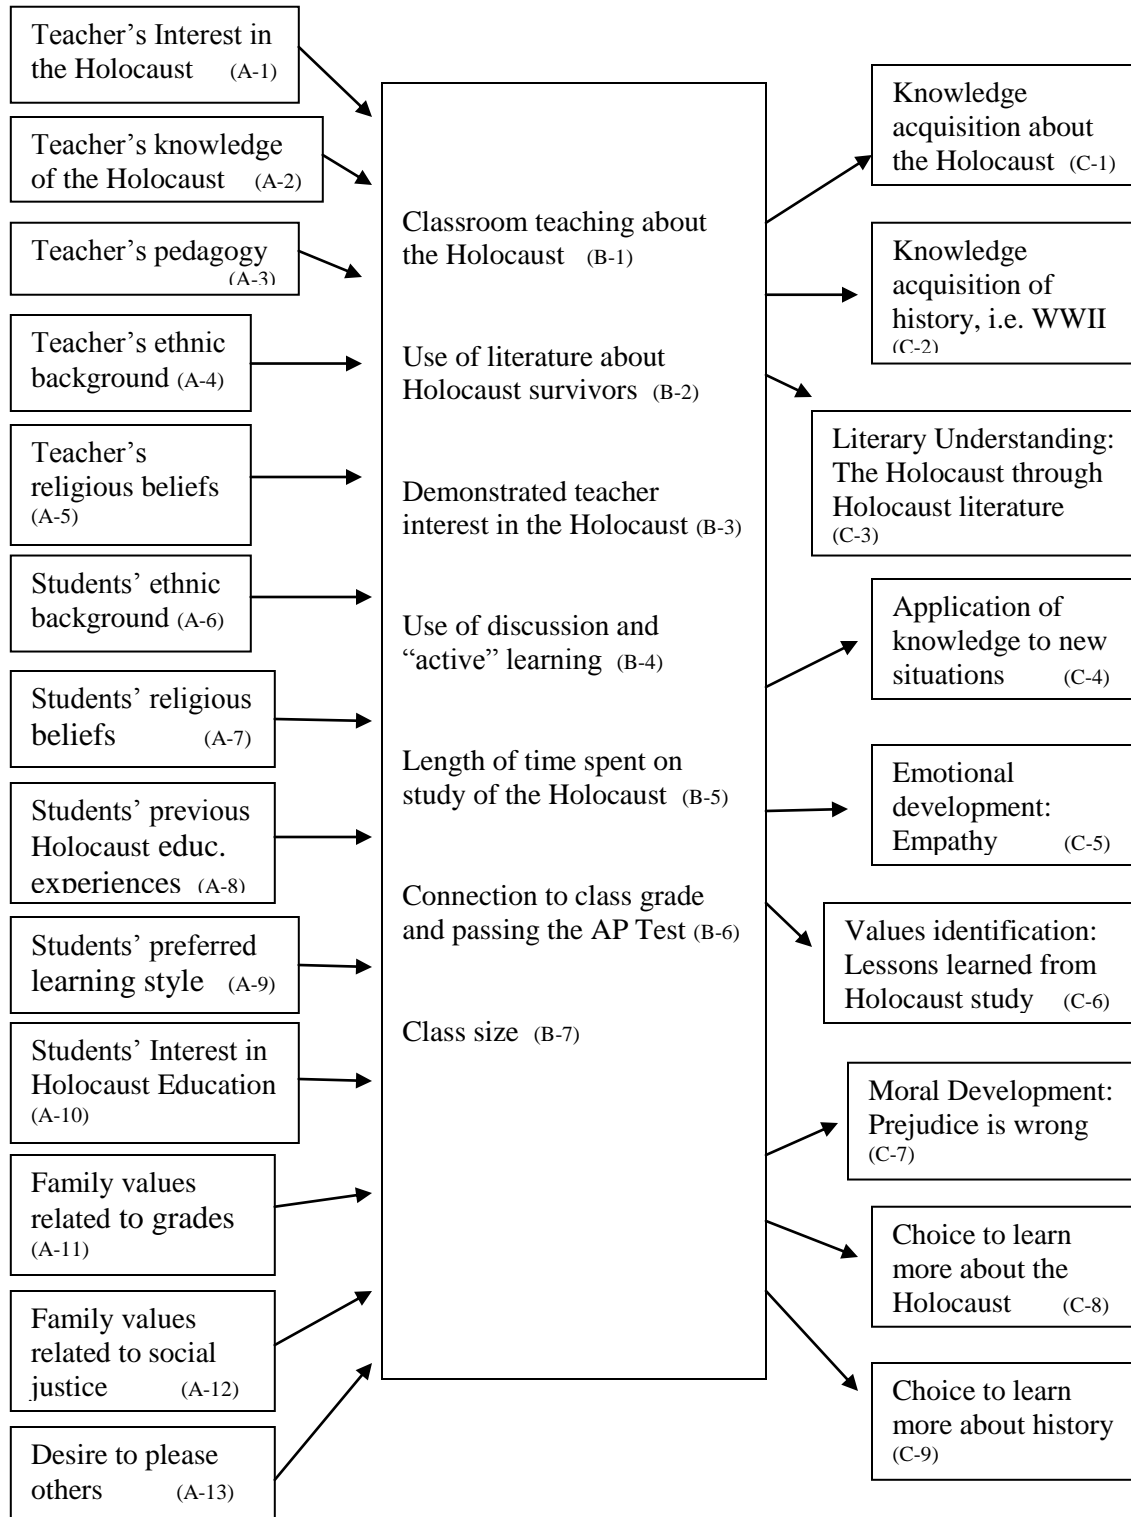 Teacher’s Interest in
the Holocaust (A-1)
Teacher’s knowledge
of the Holocaust (A-2)
Teacher’s pedagogy
(A-3)
Teacher’s ethnic
background (A-4)
Teacher’s
religious beliefs
(A-5)
Students’ ethnic
background (A-6)
Students’ religious
beliefs (A-7)
Students’ previous
Holocaust educ.
experiences (A-8)
Students’ preferred
learning style (A-9)
Students’ Interest in
Holocaust Education
(A-10)
Family values
related to grades
(A-11)
Family values
related to social
justice (A-12)
Desire to please
others (A-13)
Classroom teaching about
the Holocaust (B-1)
Use of literature about
Holocaust survivors (B-2)
Demonstrated teacher
interest in the Holocaust (B-3)
Use of discussion and
“active” learning (B-4)
Length of time spent on
study of the Holocaust (B-5)
Connection to class grade
and passing the AP Test (B-6)
Class size (B-7)
Knowledge
acquisition about
the Holocaust (C-1)
Knowledge
acquisition of
history, i.e. WWII
(C-2)
Literary Understanding:
The Holocaust through
Holocaust literature
(C-3)
Application of
knowledge to new
situations (C-4)
Emotional
development:
Empathy (C-5)
Values identification:
Lessons learned from
Holocaust study (C-6)
Moral Development:
Prejudice is wrong
(C-7)
Choice to learn
more about the
Holocaust (C-8)
Choice to learn
more about history
(C-9)